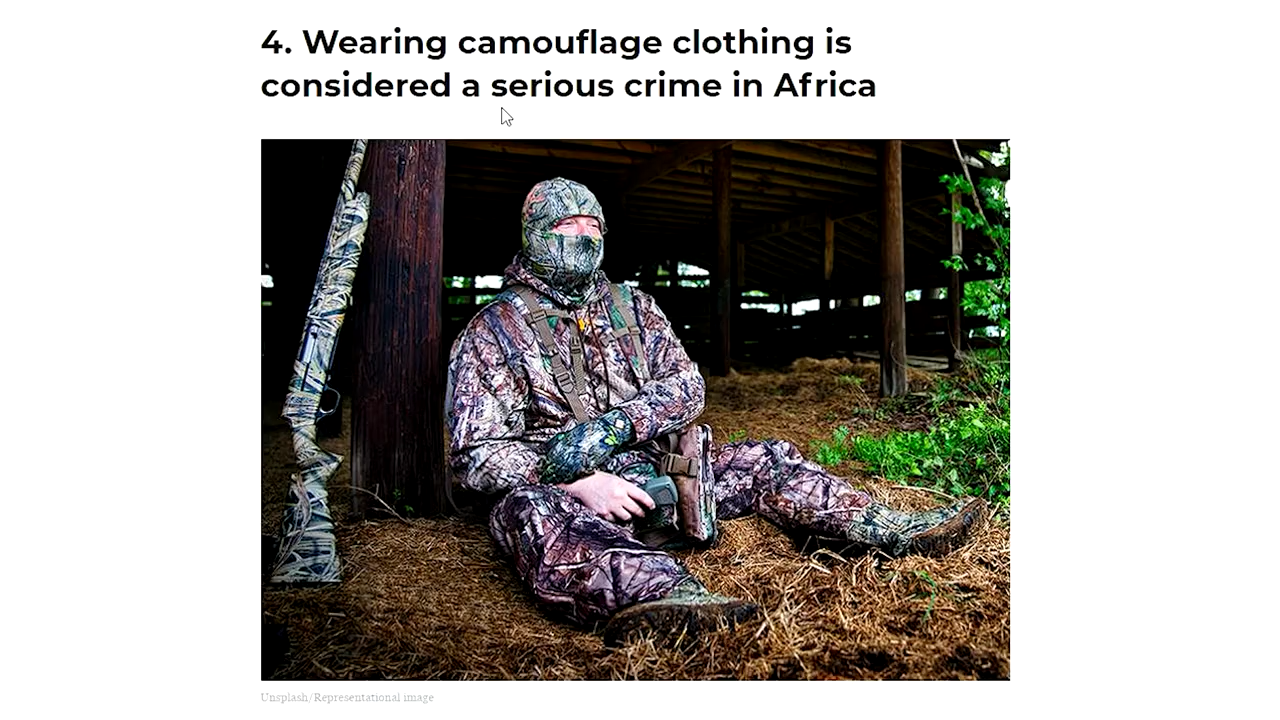 4. Wearing camouflage clothing is
considered a serious crime in Africa
Unsplash/Representational image